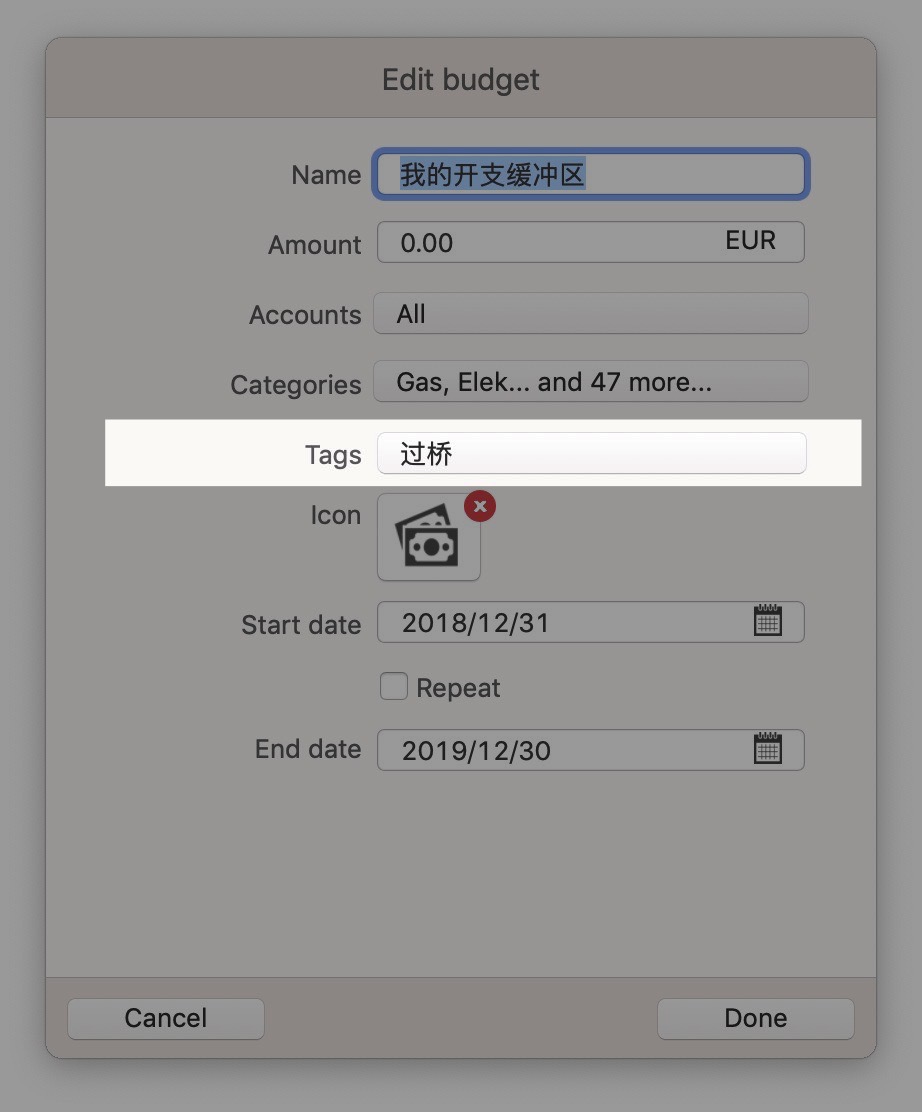 Edit budget
Name 我的开支缓冲区
Amount 0.00 EUR
Accounts All
Categories Gas, Elek... and 47 more...
Tags 过桥
Icon
Start date 2018/12/31
Repeat
End date 2019/12/30
Cancel Done